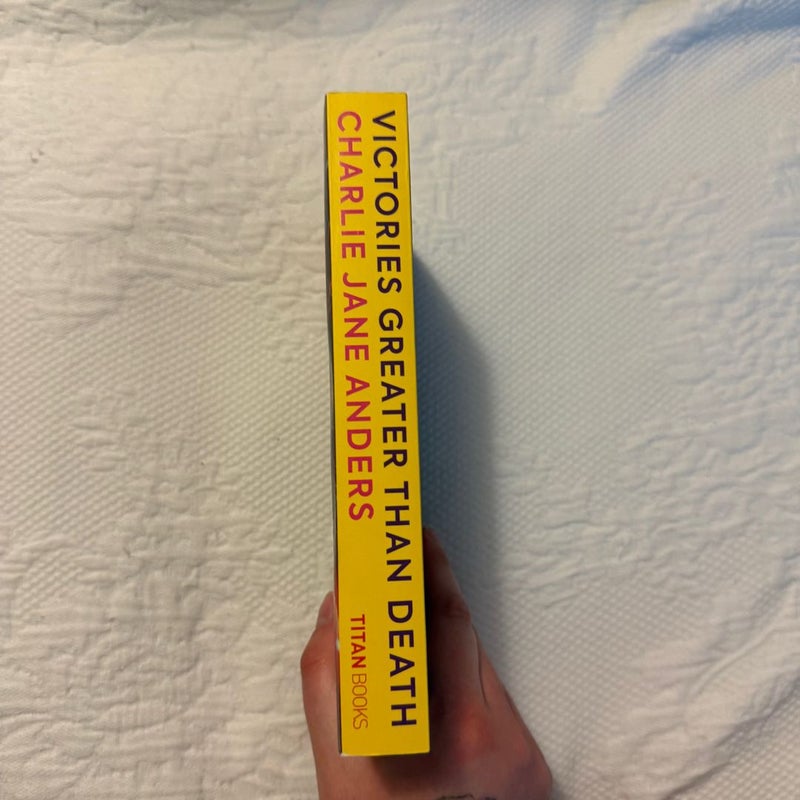 VICTORIES GREATER THAN DEATH
CHARLIE JANE ANDERS
TITAN BOOKS